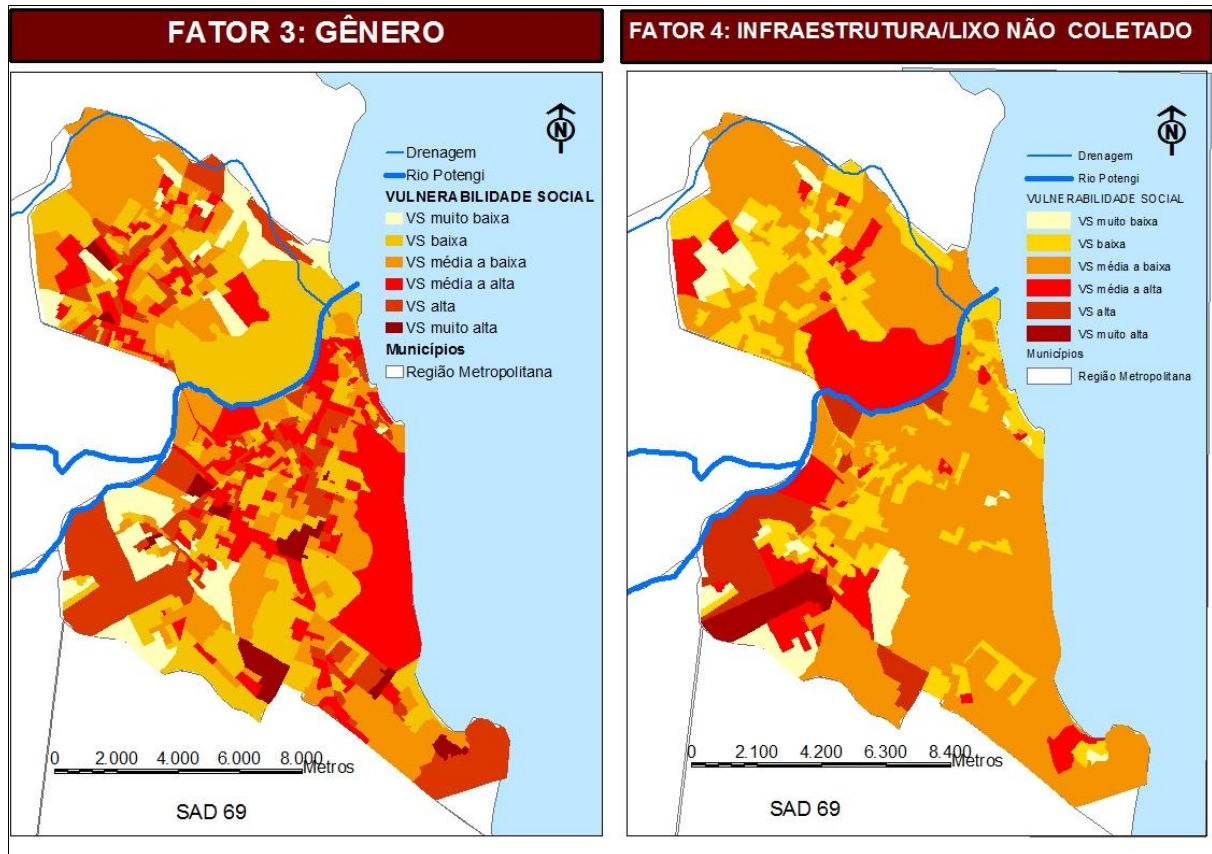 FATOR 3: GÊNERO
N
Drenagem
Rio Potengi
VULNERABILIDADE SOCIAL
VS muito baixa
VS baixa
VS média a baixa
VS média a alta
VS alta
VS muito alta
Municípios
Região Metropolitana
0 2.000 4.000 6.000 8.000
Metros
SAD 69
FATOR 4: INFRAESTRUTURA/LIXO NÃO COLETADO
N
Drenagem
Rio Potengi
VULNERABILIDADE SOCIAL
VS muito baixa
VS baixa
VS média a baixa
VS média a alta
VS alta
VS muito alta
Municípios
Região Metropolitana
0 2.100 4.200 6.300 8.400
Metros
SAD 69